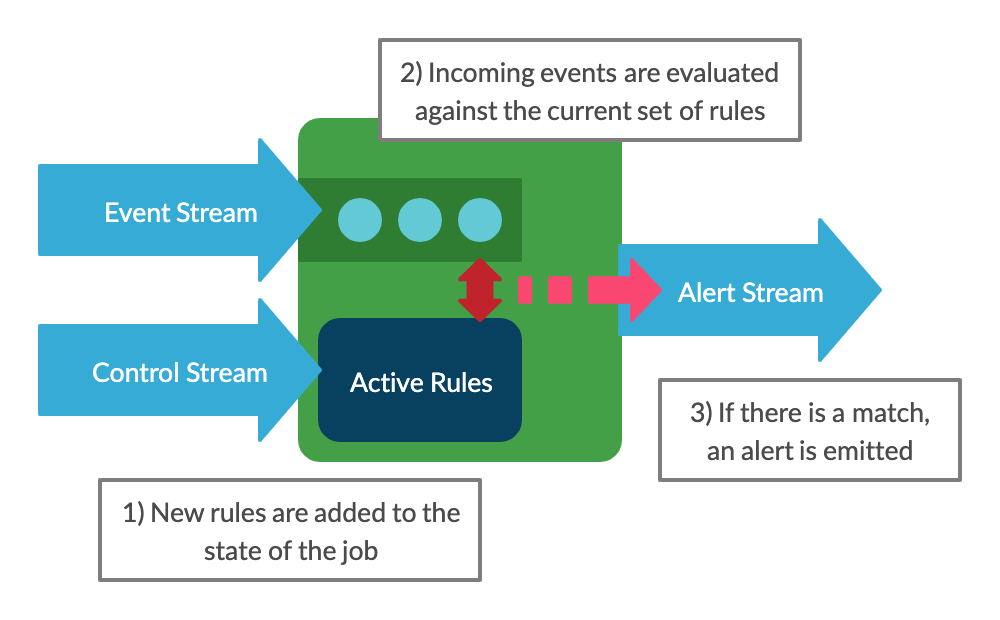 2) Incoming events are evaluated
against the current set of rules
Event Stream
Alert Stream
Control Stream
Active Rules
3) If there is a match,
an alert is emitted
1) New rules are added to the
state of the job